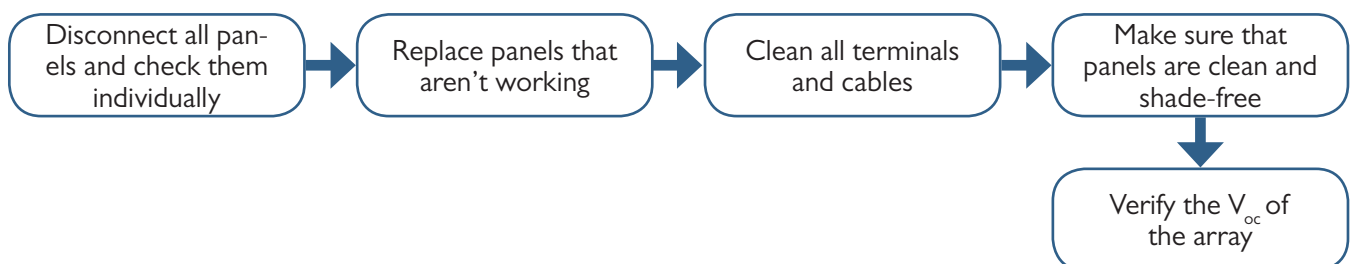 Disconnect all pan-
els and check them
individually
Replace panels that
aren't working
Clean all terminals
and cables
Make sure that
panels are clean and
shade-free
Verify the Voc of
the array